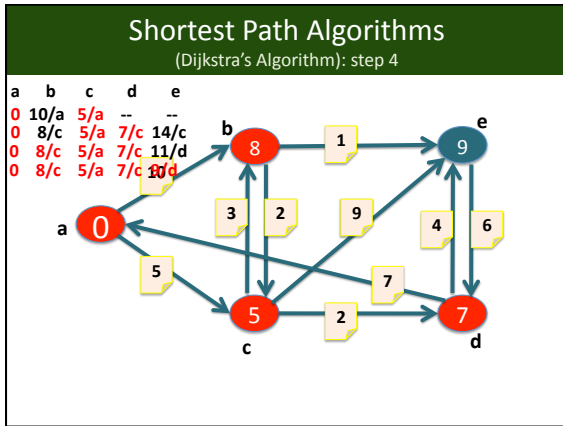 Shortest Path Algorithms
(Dijkstra's Algorithm): step 4
a b c d e
0 10/a 5/a -- --
0 8/c 5/a 7/c 14/c
0 8/c 5/a 7/c 11/d
0 8/c 5/a 7/c 9/d
b
e
8
1
9
10
3
2
9
4
6
a
0
5
7
5
2
7
c
d